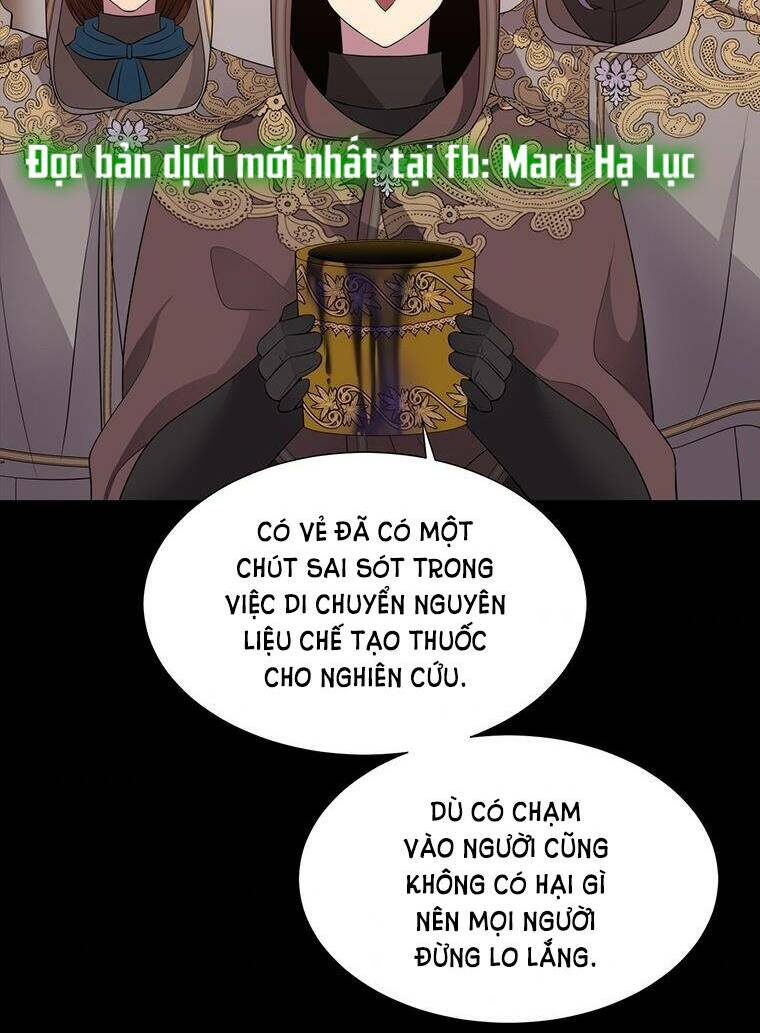 Đọc bản dịch mới nhất tại fb: Mary Hạ Lục
CÓ VẺ ĐÃ CÓ MỘT
CHÚT SAI SÓT TRONG
VIỆC DI CHUYỂN NGUYÊN
LIỆU CHẾ TẠO THUỐC
CHO NGHIÊN CỨU.
DÙ CÓ CHẠM
VÀO NGƯỜI CŨNG
KHÔNG CÓ HẠI GÌ
NÊN MỌI NGƯỜI
ĐỪNG LO LẮNG.